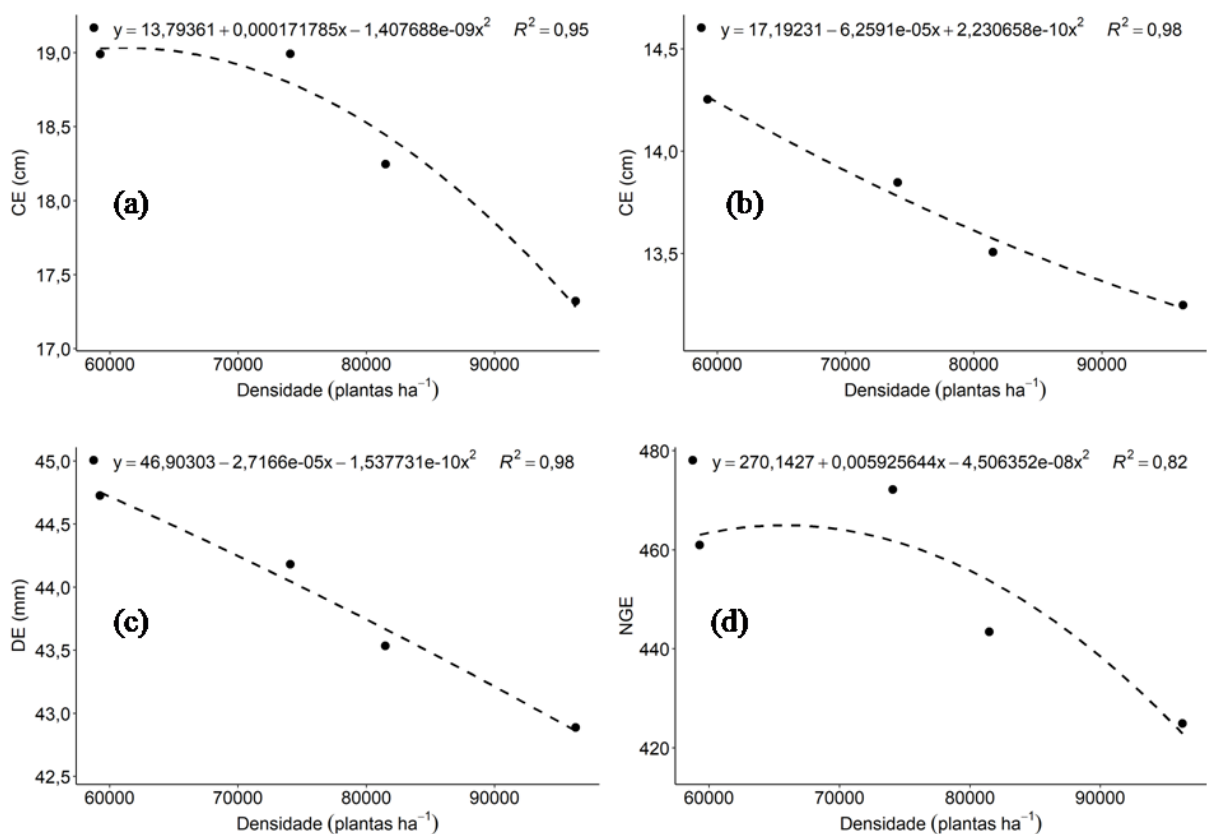 y = 13,79361 + 0,000171785x − 1,407688e-09x² R² = 0,95
19,0
18,5
18,0
17,5
17,0
CE (cm)
(a)
60000 70000 80000 90000
Densidade (plantas ha⁻¹)
y = 17,19231 − 6,2591e-05x + 2,230658e-10x² R² = 0,98
14,5
14,0
13,5
CE (cm)
(b)
60000 70000 80000 90000
Densidade (plantas ha⁻¹)
y = 46,90303 − 2,7166e-05x − 1,537731e-10x² R² = 0,98
45,0
44,5
44,0
43,5
43,0
42,5
DE (mm)
(c)
60000 70000 80000 90000
Densidade (plantas ha⁻¹)
y = 270,1427 + 0,005925644x − 4,506352e-08x² R² = 0,82
480
460
440
420
NGE
(d)
60000 70000 80000 90000
Densidade (plantas ha⁻¹)